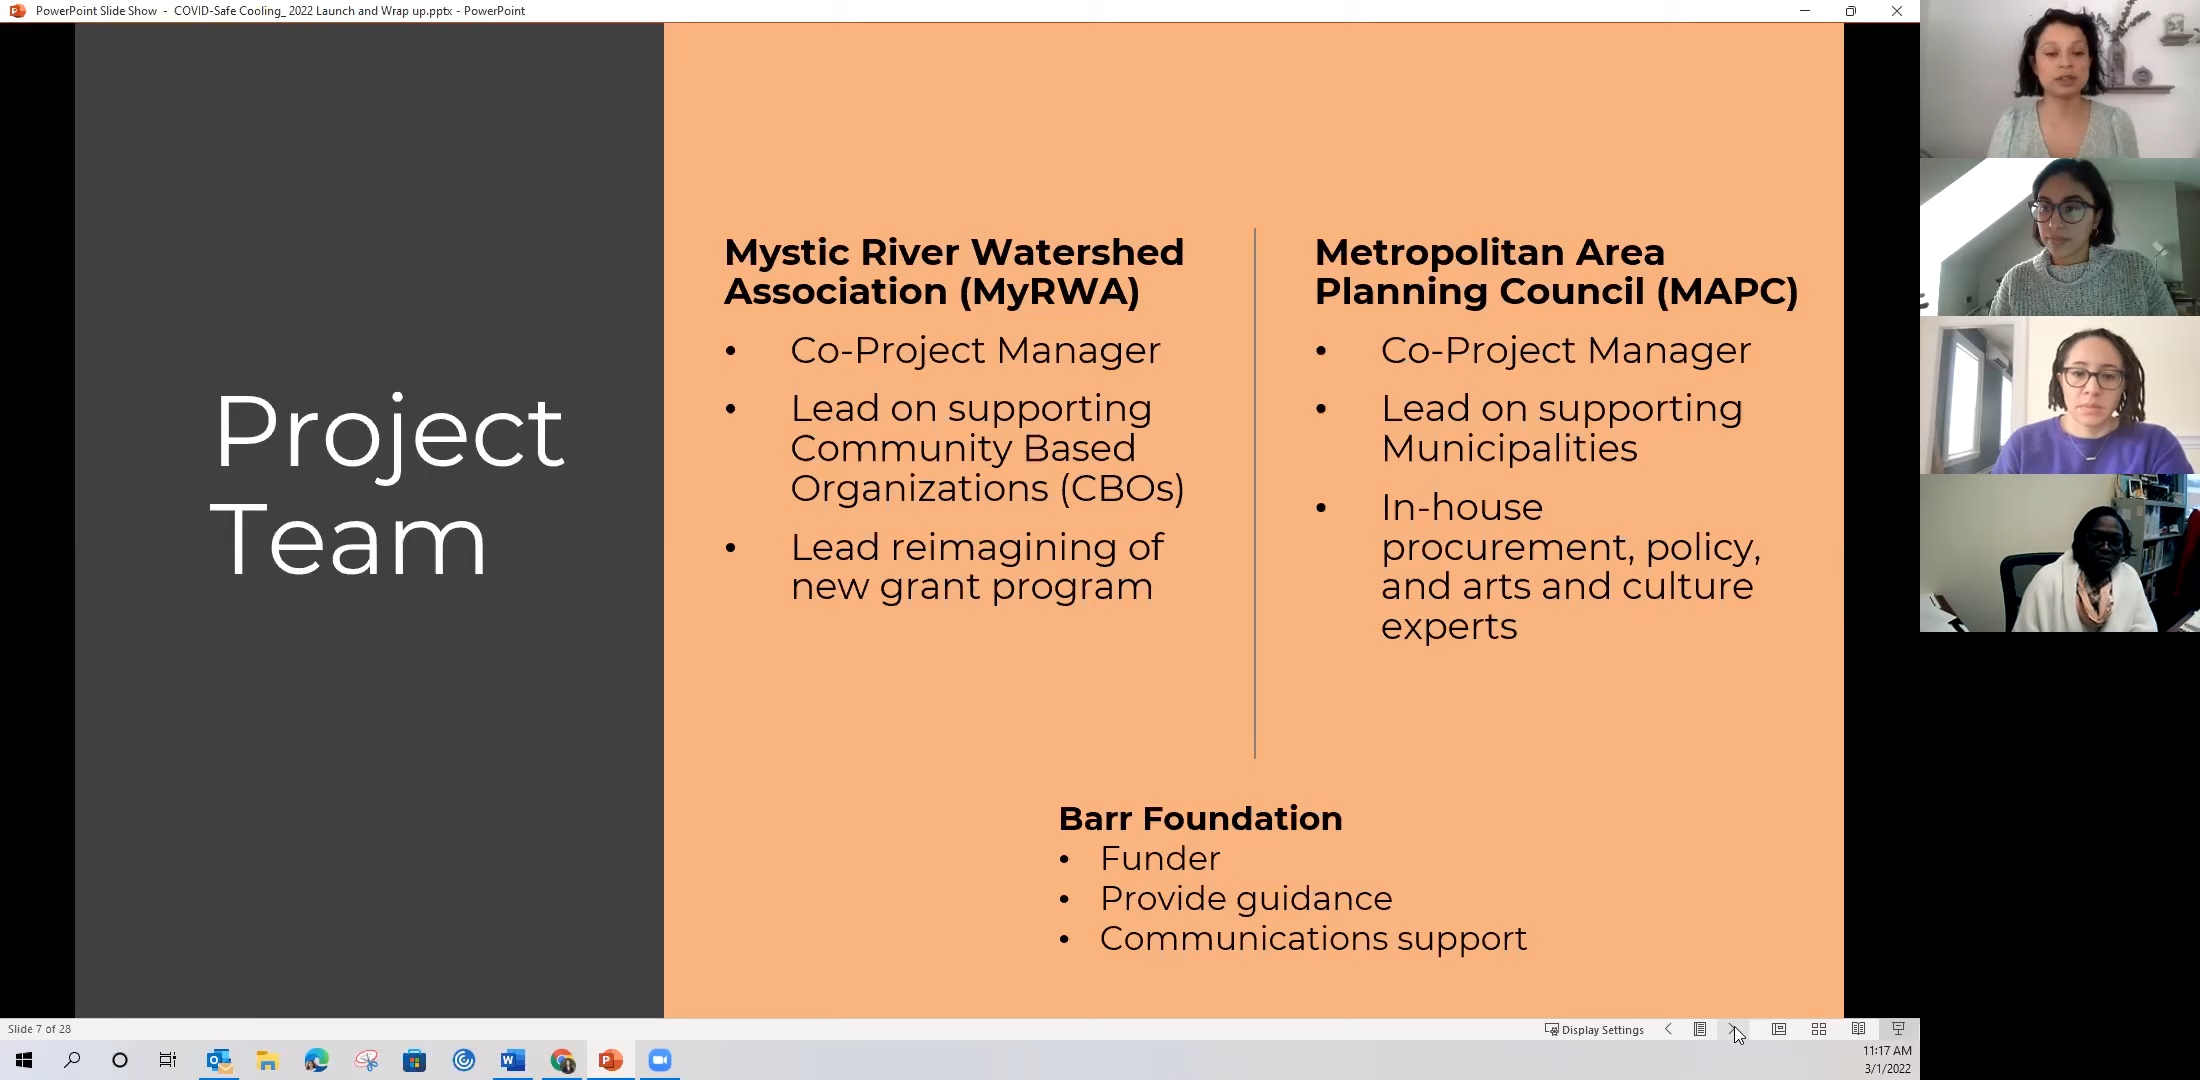 PowerPoint Slide Show - COVID-Safe Cooling_ 2022 Launch and Wrap up.pptx - PowerPoint
Project
Team
Mystic River Watershed
Association (MyRWA)
• Co-Project Manager
• Lead on supporting
Community Based
Organizations (CBOs)
• Lead reimagining of
new grant program
Metropolitan Area
Planning Council (MAPC)
• Co-Project Manager
• Lead on supporting
Municipalities
• In-house
procurement, policy,
and arts and culture
experts
Barr Foundation
• Funder
• Provide guidance
• Communications support
Slide 7 of 28
Display Settings
11:17 AM
3/1/2022